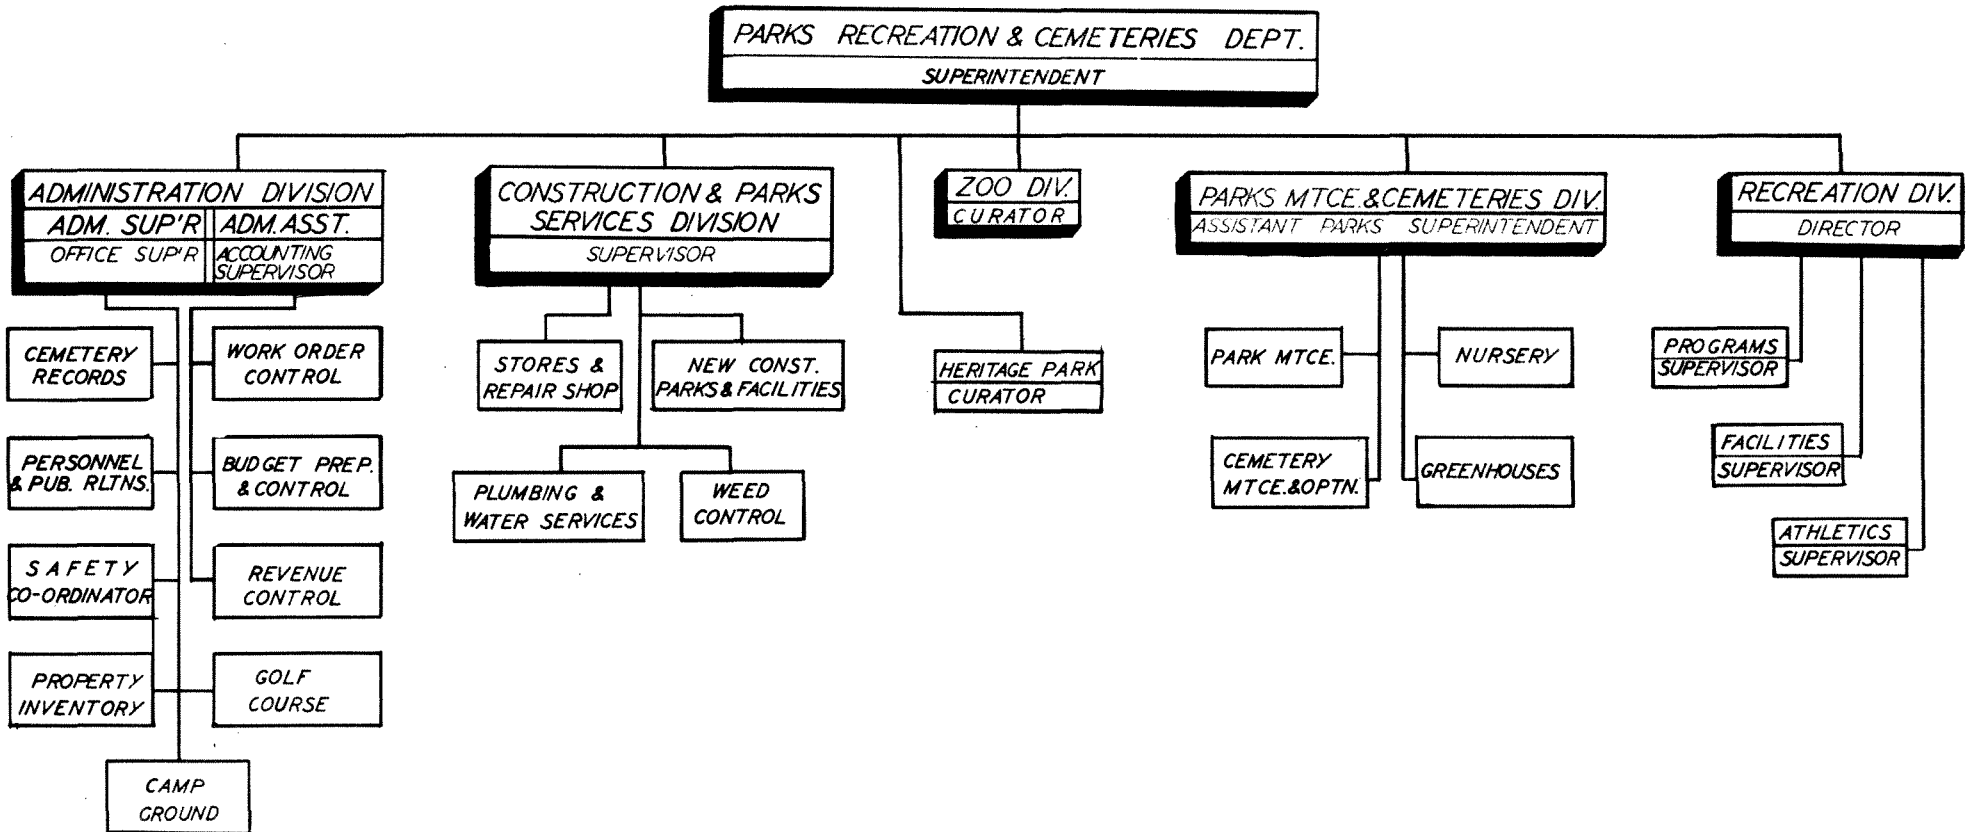 PARKS RECREATION & CEMETERIES DEPT.
SUPERINTENDENT
ADMINISTRATION DIVISION
ADM. SUP'R
ADM. ASST.
OFFICE SUP'R
ACCOUNTING
SUPERVISOR
CEMETERY
RECORDS
WORK ORDER
CONTROL
PERSONNEL
& PUB. RLTNS.
BUDGET PREP.
& CONTROL
SAFETY
CO-ORDINATOR
REVENUE
CONTROL
PROPERTY
INVENTORY
GOLF
COURSE
CAMP
GROUND
CONSTRUCTION & PARKS
SERVICES DIVISION
SUPERVISOR
STORES &
REPAIR SHOP
NEW CONST.
PARKS & FACILITIES
PLUMBING &
WATER SERVICES
WEED
CONTROL
ZOO DIV.
CURATOR
HERITAGE PARK
CURATOR
PARKS MTCE. & CEMETERIES DIV.
ASSISTANT PARKS SUPERINTENDENT
PARK MTCE.
NURSERY
CEMETERY
MTCE. & OPTN.
GREENHOUSES
RECREATION DIV.
DIRECTOR
PROGRAMS
SUPERVISOR
FACILITIES
SUPERVISOR
ATHLETICS
SUPERVISOR